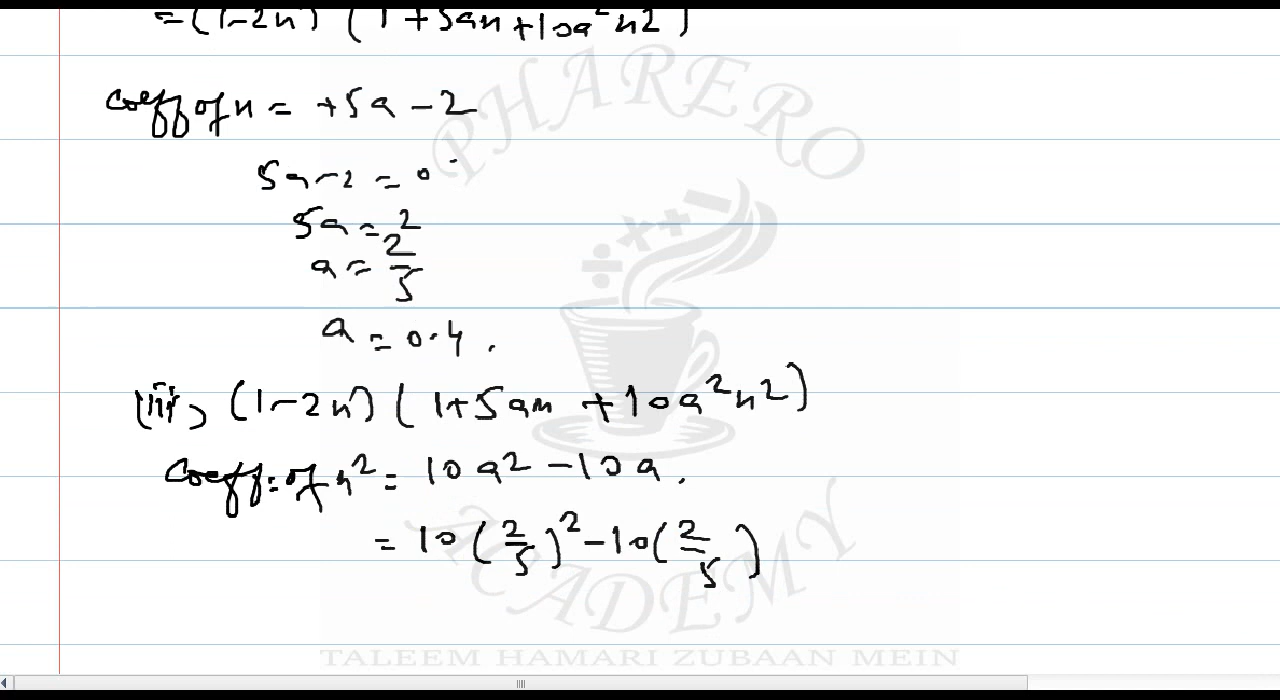 =(1-2x) (1+5ax+10a²x2)
coeff of x = +5a-2
5a-2 = 0
5a = 2
a = 2/5
a = 0.4.
(iii) (1-2x) (1+5ax +10a²x2)
coeff: of x² = 10a²-10a.
= 10(2/5)²-10(2/5)
PHARERO
ACADEMY
TALEEM HAMARI ZUBAAN MEIN